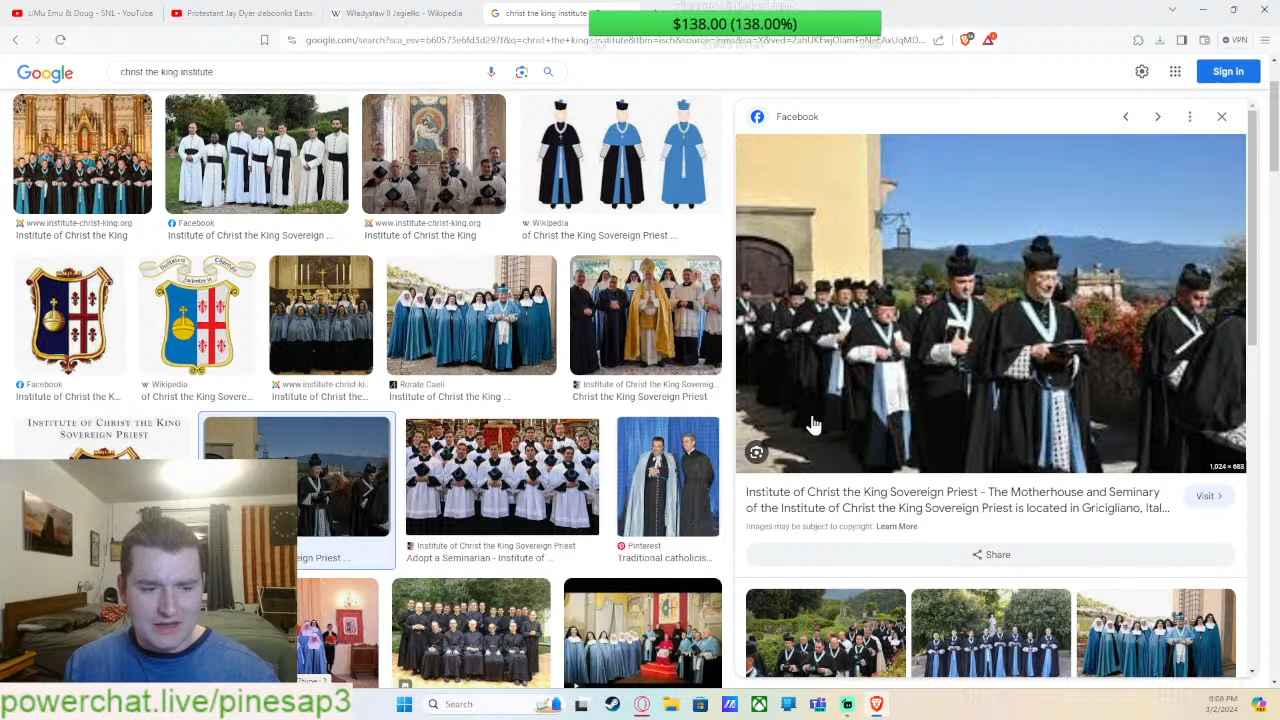 LiMu Emu & Doug - SNL - YouTube
Protestant Jay Dyer deboonks Easte
Władysław II Jagiełło - Wikipedia
christ the king institute
$138.00 (138.00%)
VPN
Google
christ the king institute
Sign in
Facebook
www.institute-christ-king.org
Institute of Christ the King
Facebook
Institute of Christ the King Sovereign ...
www.institute-christ-king.org
Institute of Christ the King
Wikipedia
of Christ the King Sovereign Priest ...
Facebook
Institute of Christ the K...
Wikipedia
of Christ the King Sovere...
www.institute-christ-ki...
Institute of Christ the...
Rorate Caeli
Institute of Christ the King ...
Institute of Christ the King Sovereig...
Christ the King Sovereign Priest
INSTITUTE OF CHRIST THE KING
SOVEREIGN PRIEST
eign Priest ...
Institute of Christ the King Sovereign Priest
Adopt a Seminarian - Institute of ...
Pinterest
Traditional catholicis...
1,024 × 683
Institute of Christ the King Sovereign Priest - The Motherhouse and Seminary
of the Institute of Christ the King Sovereign Priest is located in Gricigliano, Ital...
Visit
Images may be subject to copyright. Learn More
Share
powerchat.live/pinesap3
Search
9:08 PM
3/2/2024